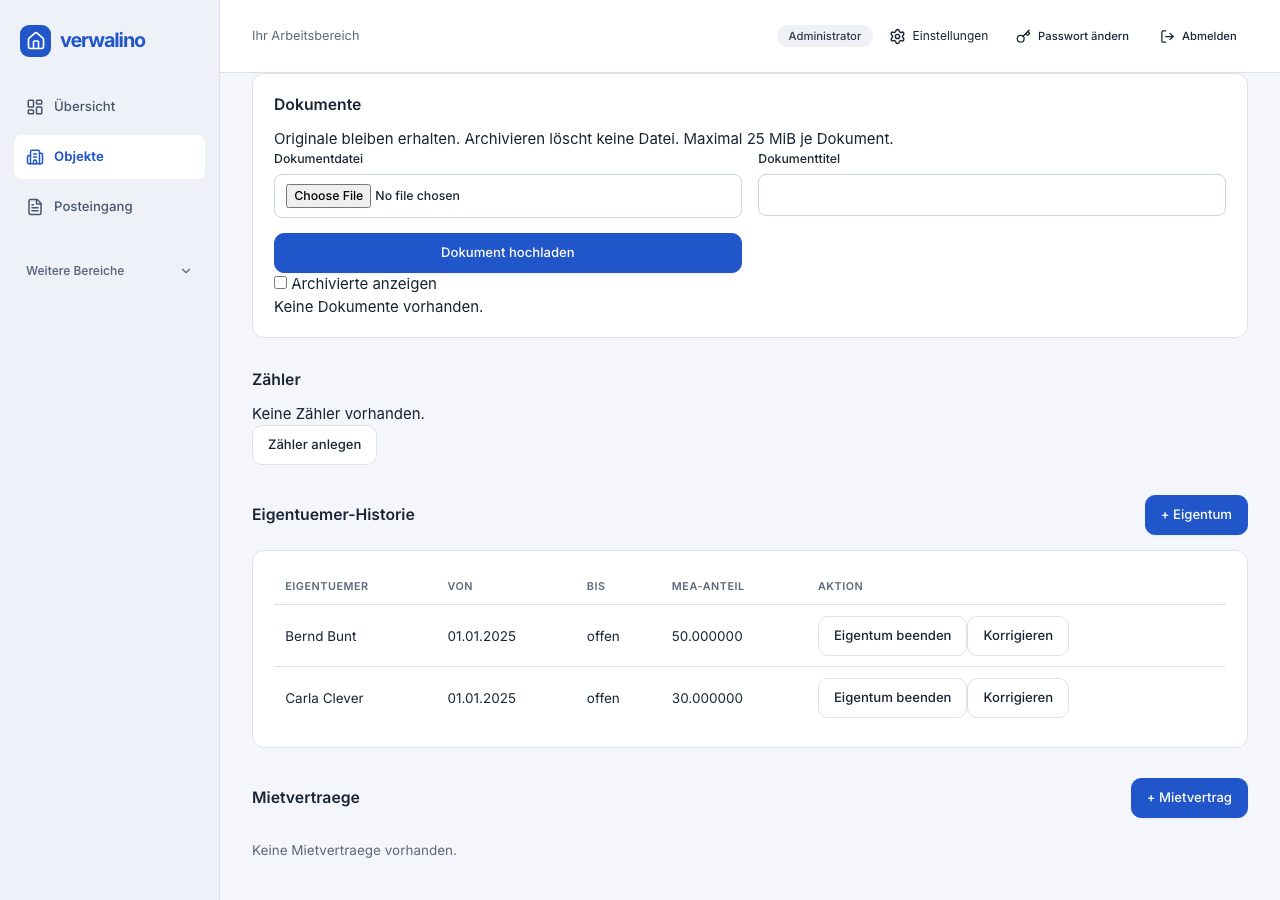 verwalino
Ihr Arbeitsbereich
Administrator
Einstellungen
Passwort ändern
Abmelden
Übersicht
Objekte
Posteingang
Weitere Bereiche
Dokumente
Originale bleiben erhalten. Archivieren löscht keine Datei. Maximal 25 MiB je Dokument.
Dokumentdatei
Dokumenttitel
Choose File No file chosen
Dokument hochladen
Archivierte anzeigen
Keine Dokumente vorhanden.
Zähler
Keine Zähler vorhanden.
Zähler anlegen
Eigentuemer-Historie
+ Eigentum
EIGENTUEMER VON BIS MEA-ANTEIL AKTION
Bernd Bunt 01.01.2025 offen 50.000000 Eigentum beenden Korrigieren
Carla Clever 01.01.2025 offen 30.000000 Eigentum beenden Korrigieren
Mietvertraege
+ Mietvertrag
Keine Mietvertraege vorhanden.